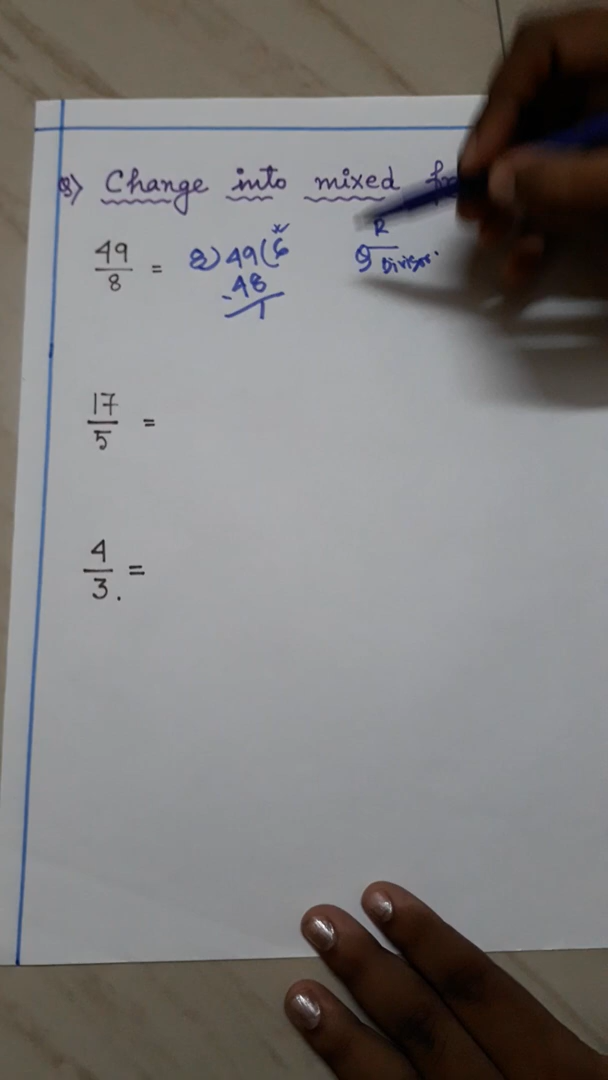 Q) Change into mixed
49/8 = 8) 49 (6
- 48
1
Q R/Divisor
17/5 =
4/3 =